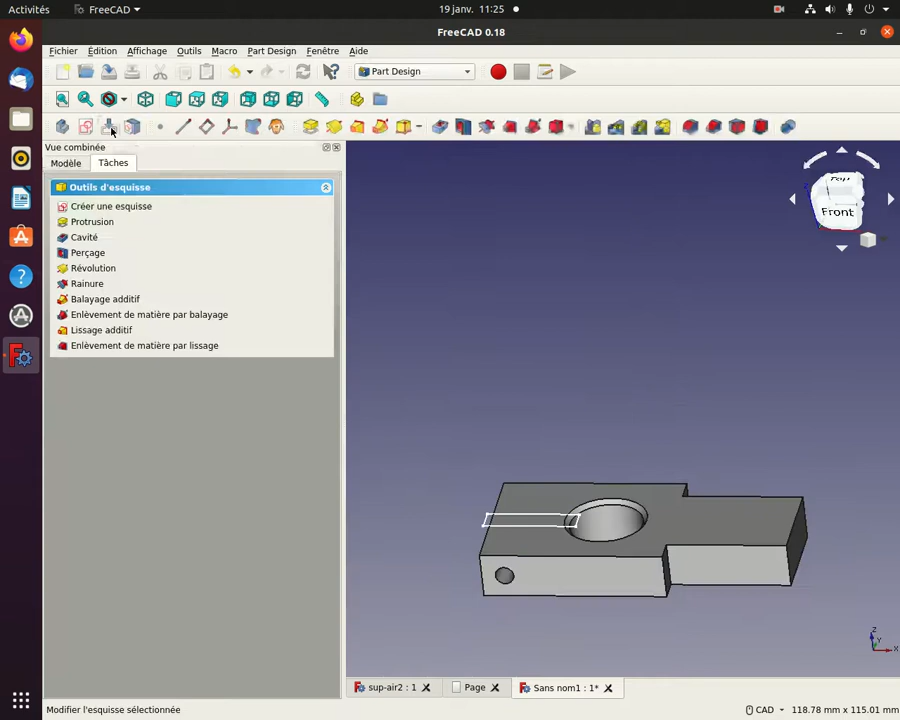 Activités
FreeCAD
19 janv. 11:25
FreeCAD 0.18
Fichier Édition Affichage Outils Macro Part Design Fenêtre Aide
Part Design
Vue combinée
Modèle Tâches
Outils d'esquisse
Créer une esquisse
Protrusion
Cavité
Perçage
Révolution
Rainure
Balayage additif
Enlèvement de matière par balayage
Lissage additif
Enlèvement de matière par lissage
Top
Front
Z
Y
X
sup-air2 : 1 Page Sans nom1 : 1*
Modifier l'esquisse sélectionnée
CAD 118.78 mm x 115.01 mm